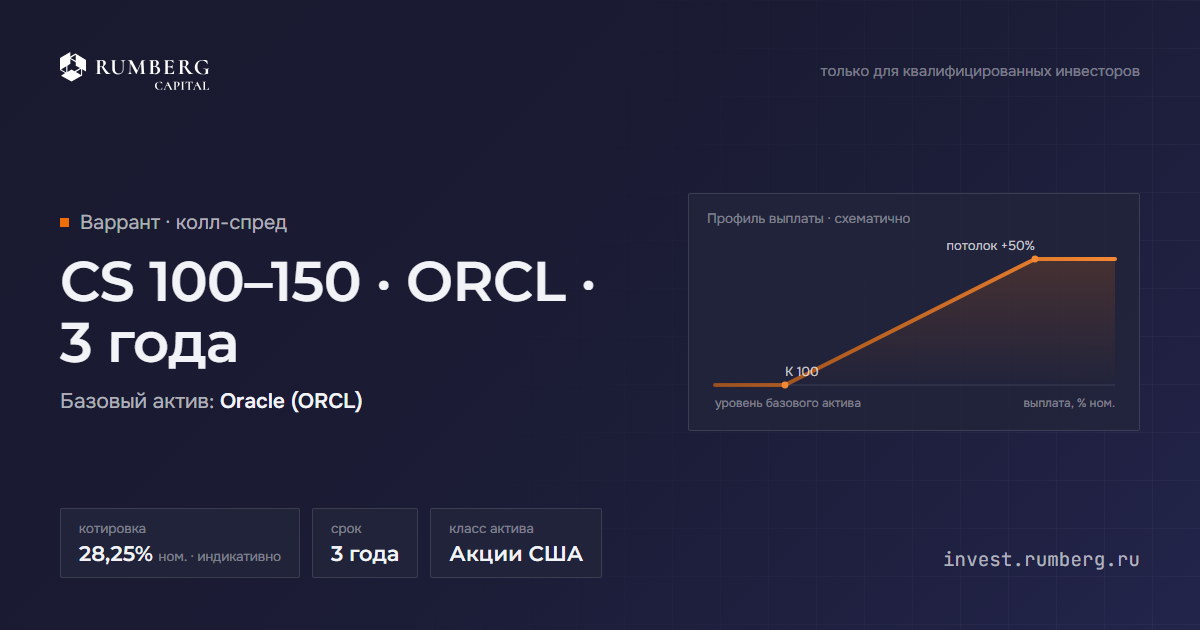 RUMBERG
CAPITAL
только для квалифицированных инвесторов
Варрант · колл-спред
CS 100–150 · ORCL ·
3 года
Базовый актив: Oracle (ORCL)
Профиль выплаты · схематично
потолок +50%
K 100
уровень базового актива
выплата, % ном.
котировка
28,25% ном. · индикативно
срок
3 года
класс актива
Акции США
invest.rumberg.ru